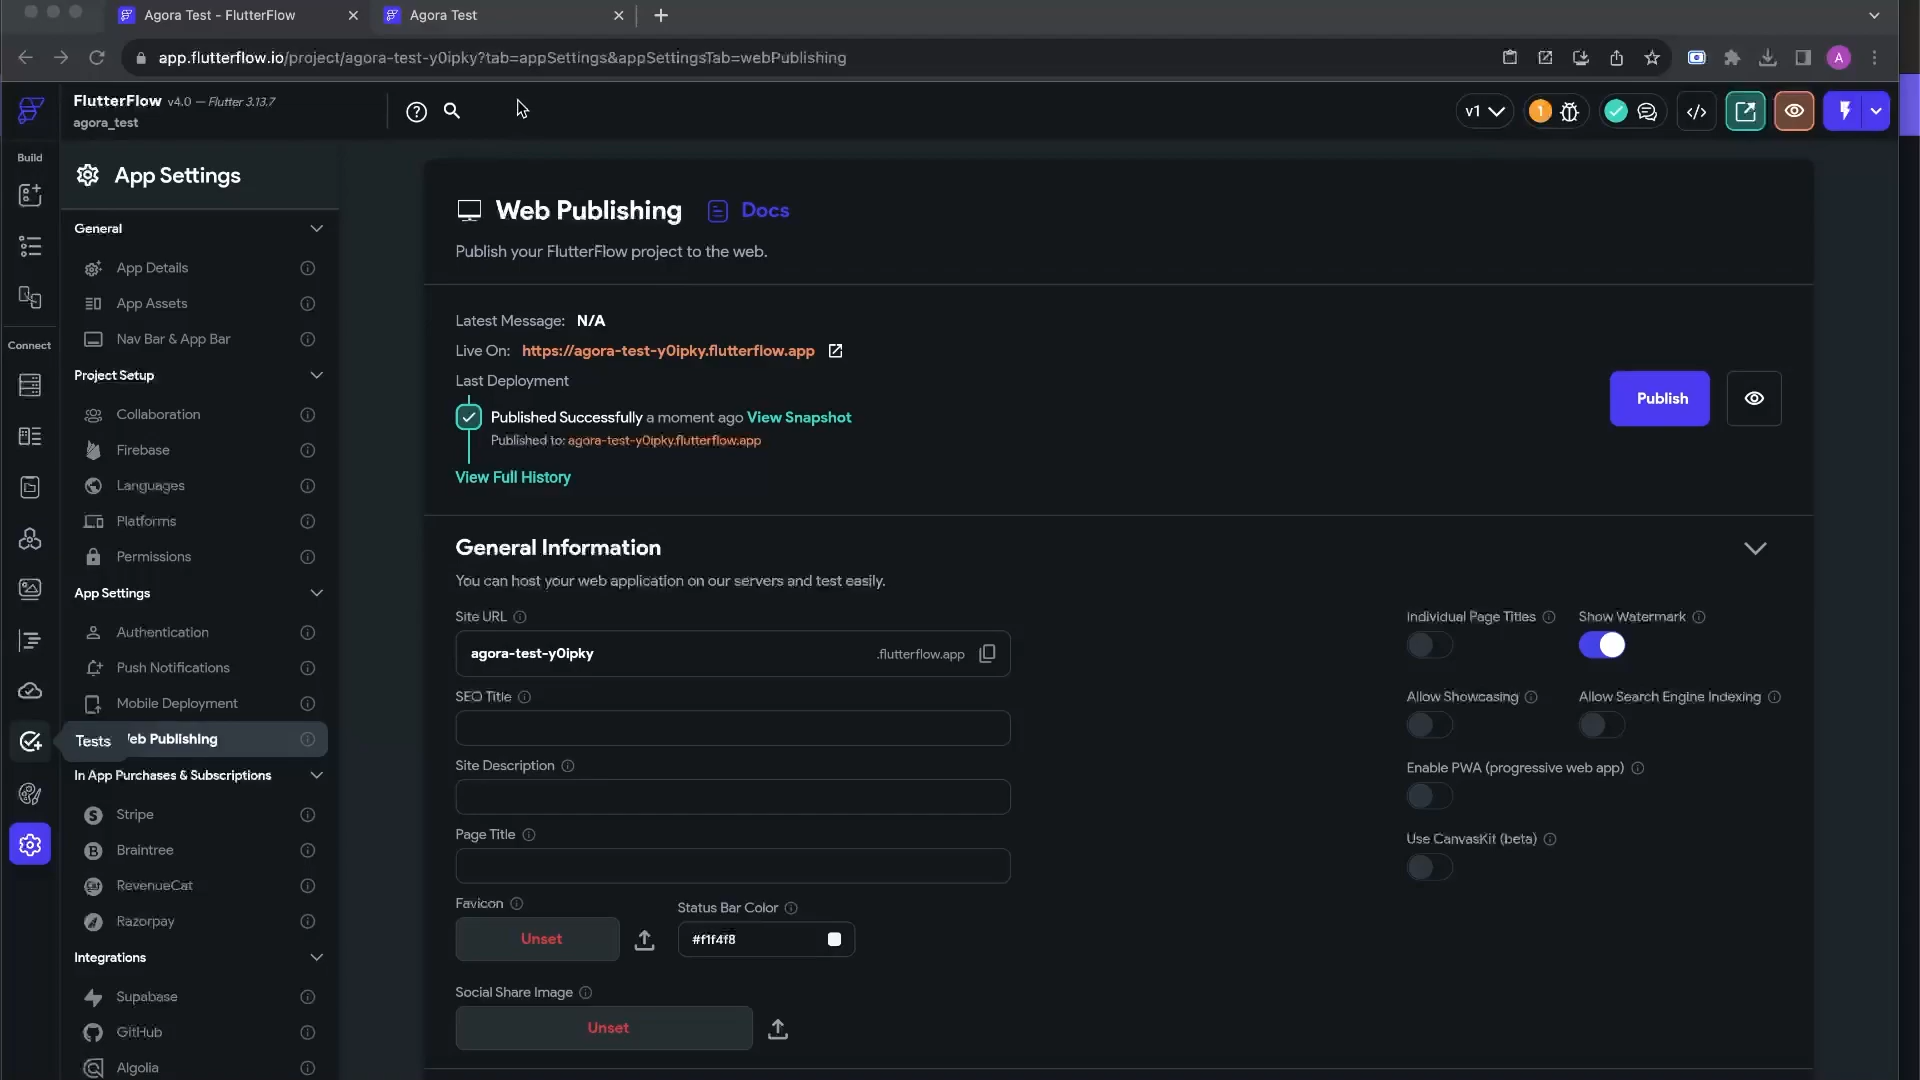 Agora Test - FlutterFlow
Agora Test
app.flutterflow.io/project/agora-test-y0ipky?tab=appSettings&appSettingsTab=webPublishing
A
FlutterFlow v4.0 — Flutter 3.13.7
agora_test
v1
1
Build
Connect
App Settings
General
App Details
App Assets
Nav Bar & App Bar
Project Setup
Collaboration
Firebase
Languages
Platforms
Permissions
App Settings
Authentication
Push Notifications
Mobile Deployment
Tests
eb Publishing
In App Purchases & Subscriptions
Stripe
Braintree
RevenueCat
Razorpay
Integrations
Supabase
GitHub
Algolia
Web Publishing
Docs
Publish your FlutterFlow project to the web.
Latest Message: N/A
Live On: https://agora-test-y0ipky.flutterflow.app
Last Deployment
Published Successfully a moment ago View Snapshot
Published to: agora-test-y0ipky.flutterflow.app
View Full History
Publish
General Information
You can host your web application on our servers and test easily.
Site URL
agora-test-y0ipky
.flutterflow.app
SEO Title
Site Description
Page Title
Favicon
Unset
Status Bar Color
#f1f4f8
Social Share Image
Unset
Individual Page Titles
Show Watermark
Allow Showcasing
Allow Search Engine Indexing
Enable PWA (progressive web app)
Use CanvasKit (beta)